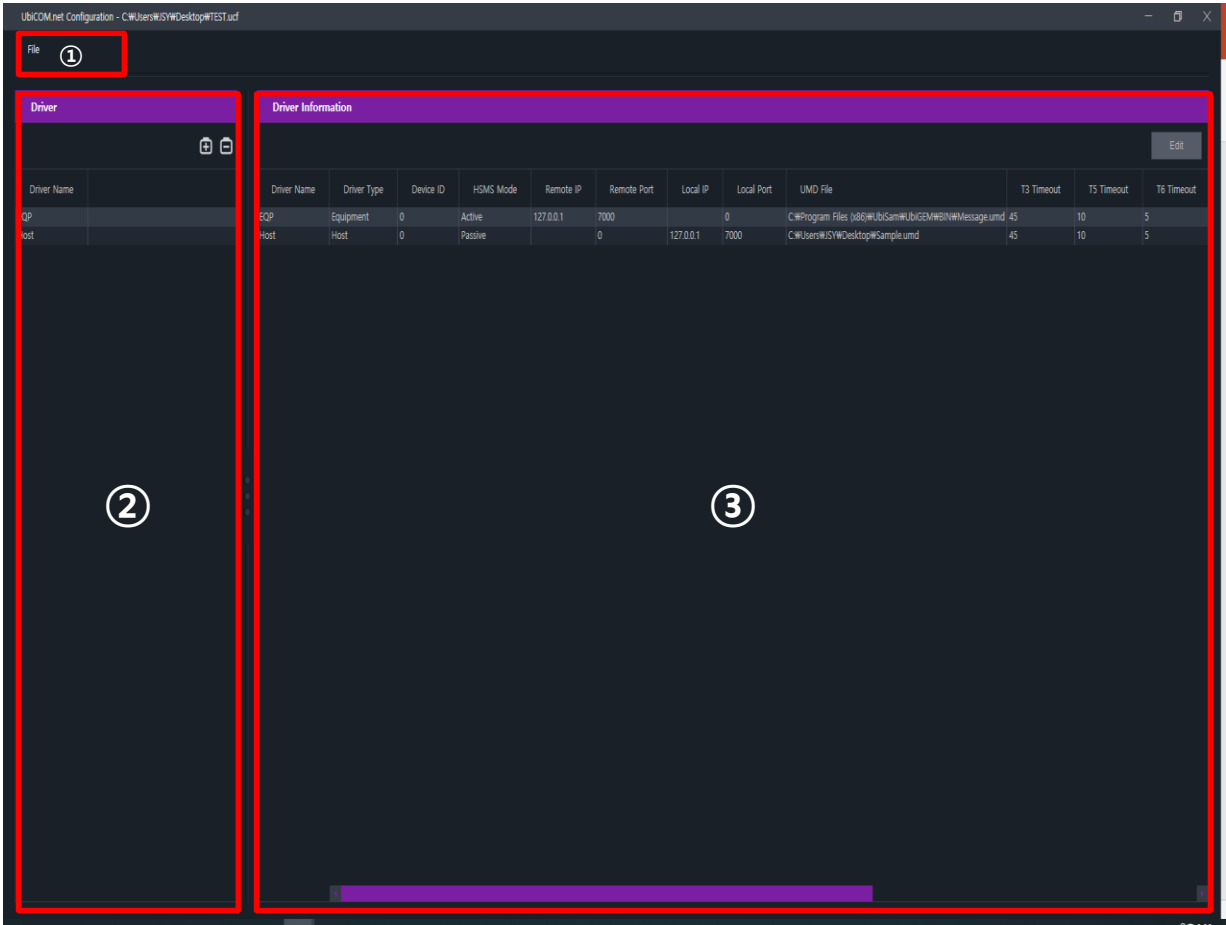 UbiCOM.net Configuration - C:₩Users₩JSY₩Desktop₩TEST.ucf
File ①
Driver
Driver Name
EQP
Host
②
Driver Information
Edit
Driver Name Driver Type Device ID HSMS Mode Remote IP Remote Port Local IP Local Port UMD File T3 Timeout T5 Timeout T6 Timeout
EQP Equipment 0 Active 127.0.0.1 7000 0 C:₩Program Files (x86)₩UbiSam₩UbiGEM₩BIN₩Message.umd 45 10 5
Host Host 0 Passive 0 127.0.0.1 7000 C:₩Users₩JSY₩Desktop₩Sample.umd 45 10 5
③